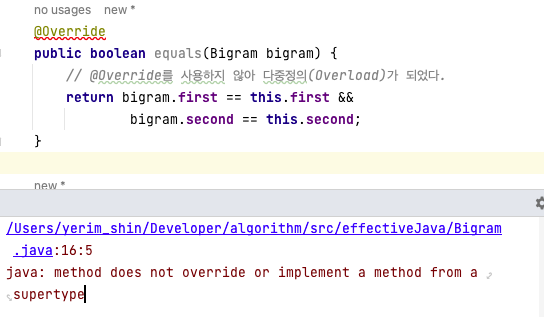 no usages   new *
@Override
public boolean equals(Bigram bigram) {
// @Override를 사용하지 않아 다중정의(Overload)가 되었다.
return bigram.first == this.first &&
bigram.second == this.second;
}
new *
/Users/yerim_shin/Developer/algorithm/src/effectiveJava/Bigram
.java:16:5
java: method does not override or implement a method from a
supertype